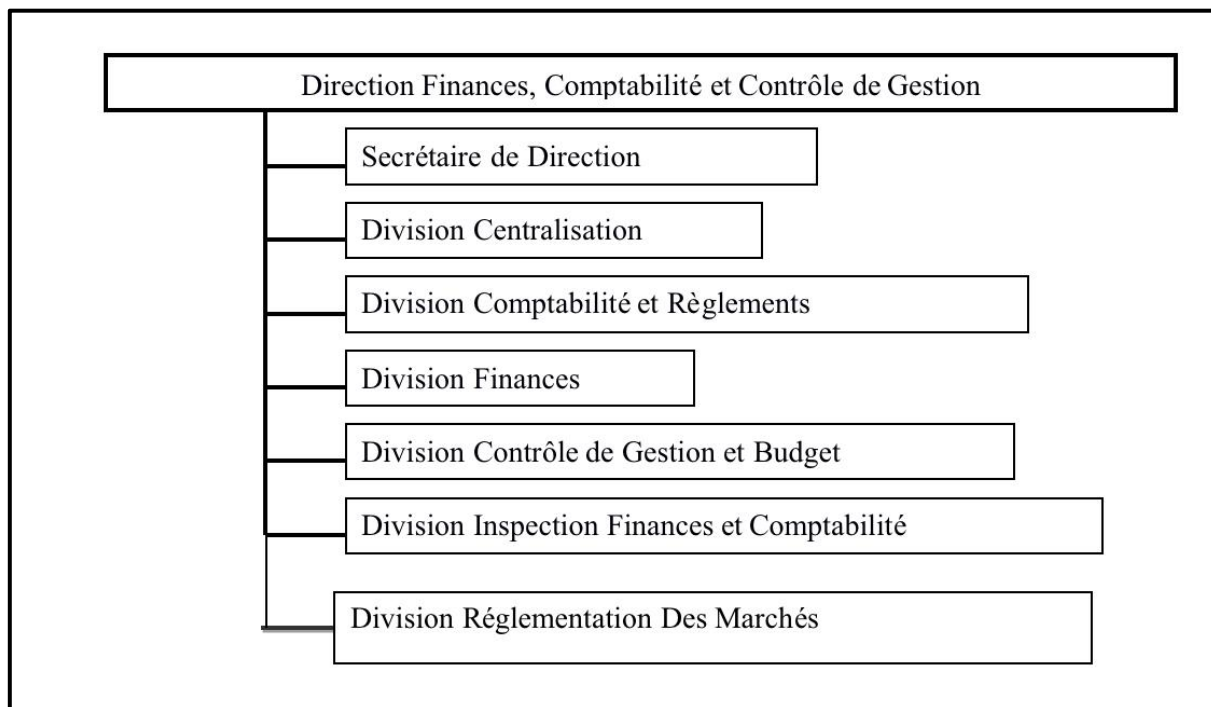 Direction Finances, Comptabilité et Contrôle de Gestion
Secrétaire de Direction
Division Centralisation
Division Comptabilité et Règlements
Division Finances
Division Contrôle de Gestion et Budget
Division Inspection Finances et Comptabilité
Division Réglementation Des Marchés